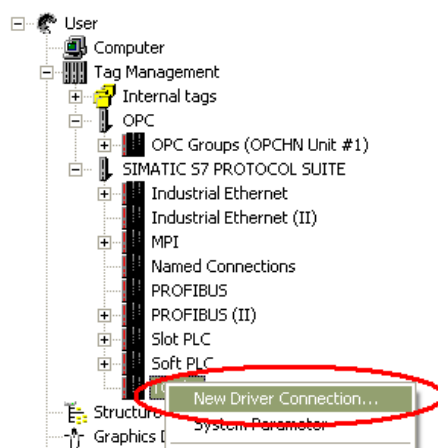 User
Computer
Tag Management
Internal tags
OPC
OPC Groups (OPCHN Unit #1)
SIMATIC S7 PROTOCOL SUITE
Industrial Ethernet
Industrial Ethernet (II)
MPI
Named Connections
PROFIBUS
PROFIBUS (II)
Slot PLC
Soft PLC
New Driver Connection...
System Parameter
Graphics